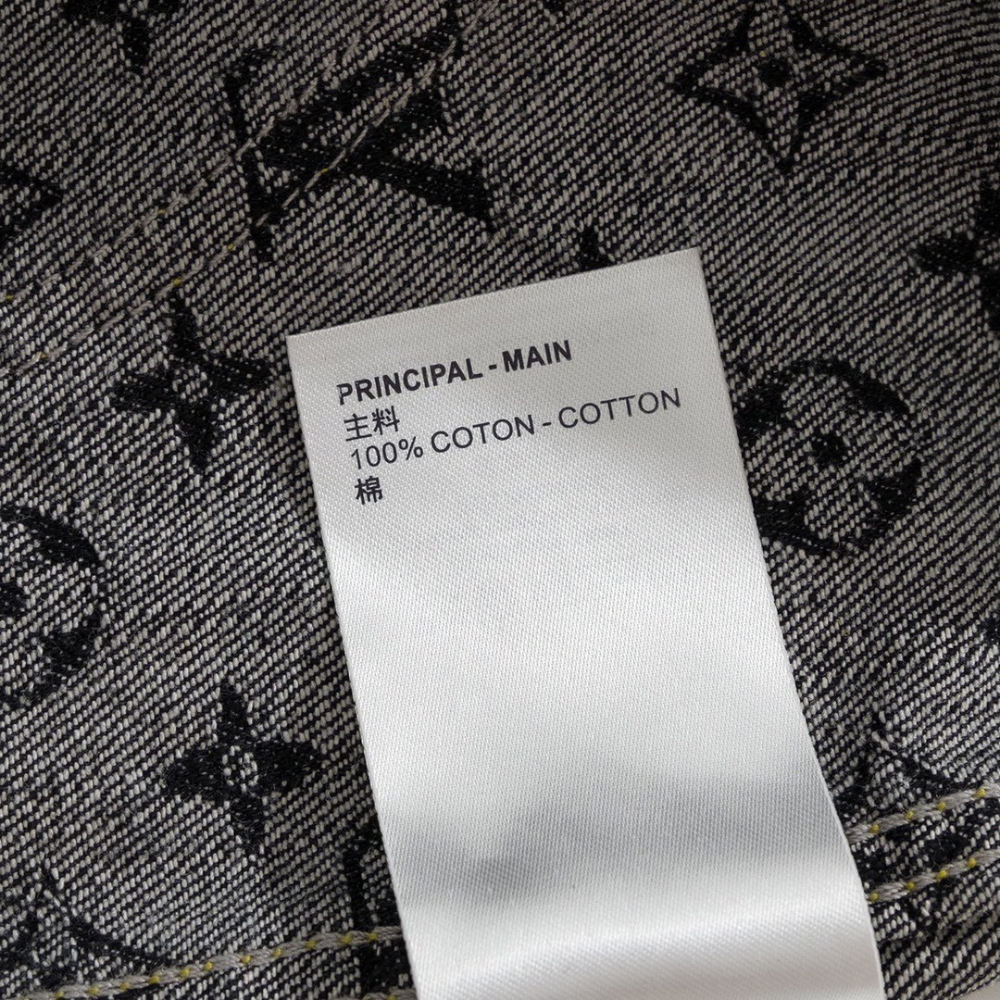 PRINCIPAL - MAIN
主料
100% COTON - COTTON
棉